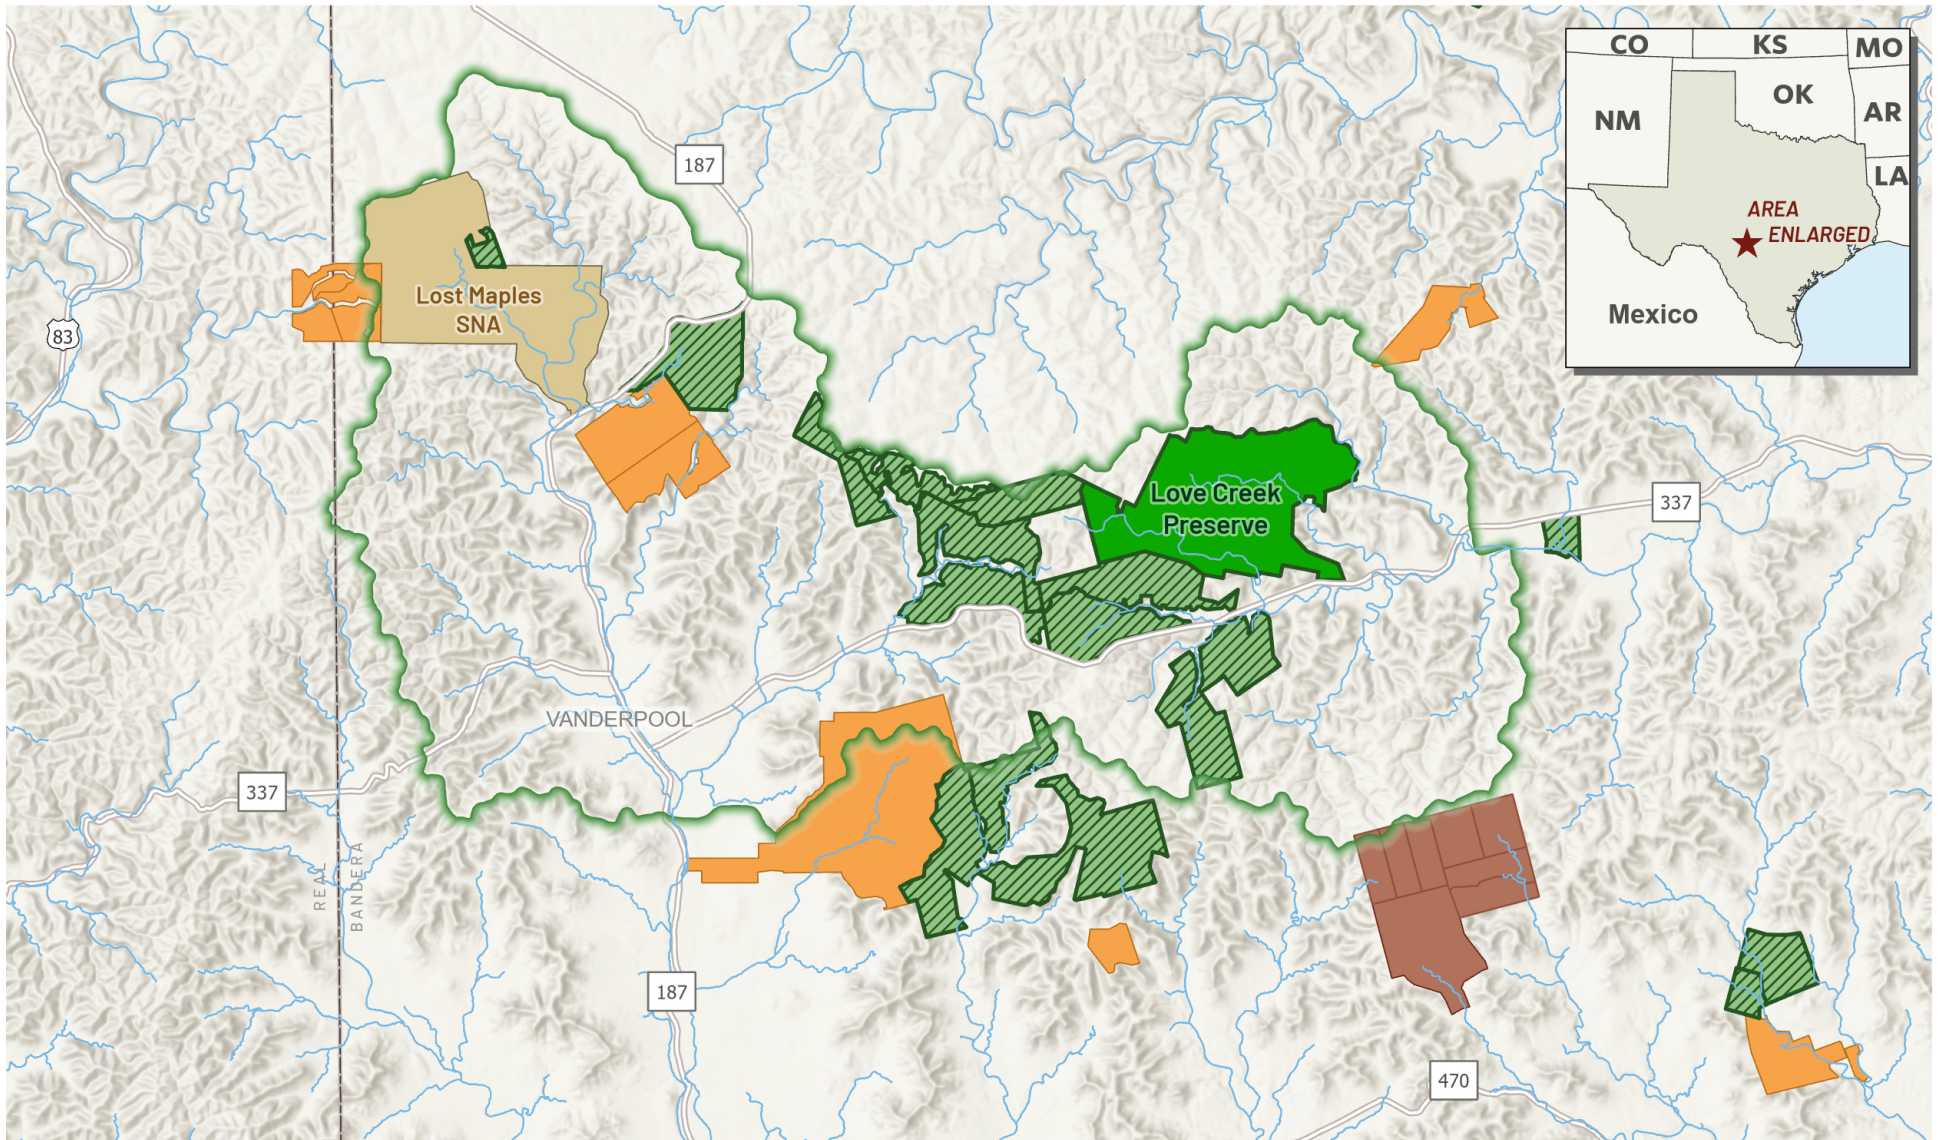 CO
KS
MO
NM
OK
AR
LA
AREA
ENLARGED
Mexico
187
Lost Maples
SNA
83
Love Creek
Preserve
337
VANDERPOOL
337
REAL
BANDERA
187
470